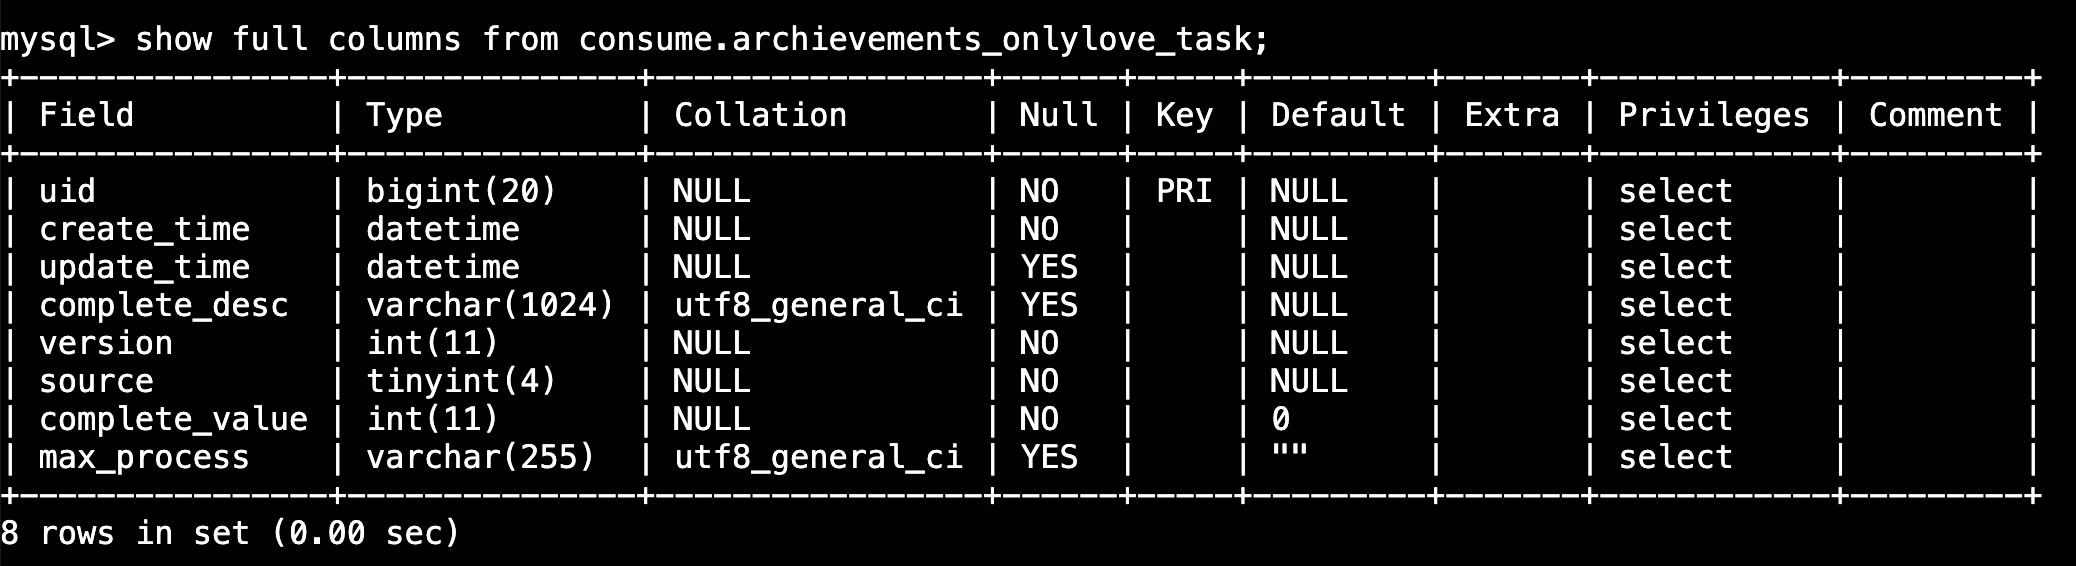 mysql> show full columns from consume.archievements_onlylove_task;
+----------------+---------------+-----------------+------+-----+---------+-------+------------+---------+
| Field          | Type          | Collation       | Null | Key | Default | Extra | Privileges | Comment |
+----------------+---------------+-----------------+------+-----+---------+-------+------------+---------+
| uid            | bigint(20)    | NULL            | NO   | PRI | NULL    |       | select     |         |
| create_time    | datetime      | NULL            | NO   |     | NULL    |       | select     |         |
| update_time    | datetime      | NULL            | YES  |     | NULL    |       | select     |         |
| complete_desc  | varchar(1024) | utf8_general_ci | YES  |     | NULL    |       | select     |         |
| version        | int(11)       | NULL            | NO   |     | NULL    |       | select     |         |
| source         | tinyint(4)    | NULL            | NO   |     | NULL    |       | select     |         |
| complete_value | int(11)       | NULL            | NO   |     | 0       |       | select     |         |
| max_process    | varchar(255)  | utf8_general_ci | YES  |     | ""      |       | select     |         |
+----------------+---------------+-----------------+------+-----+---------+-------+------------+---------+
8 rows in set (0.00 sec)